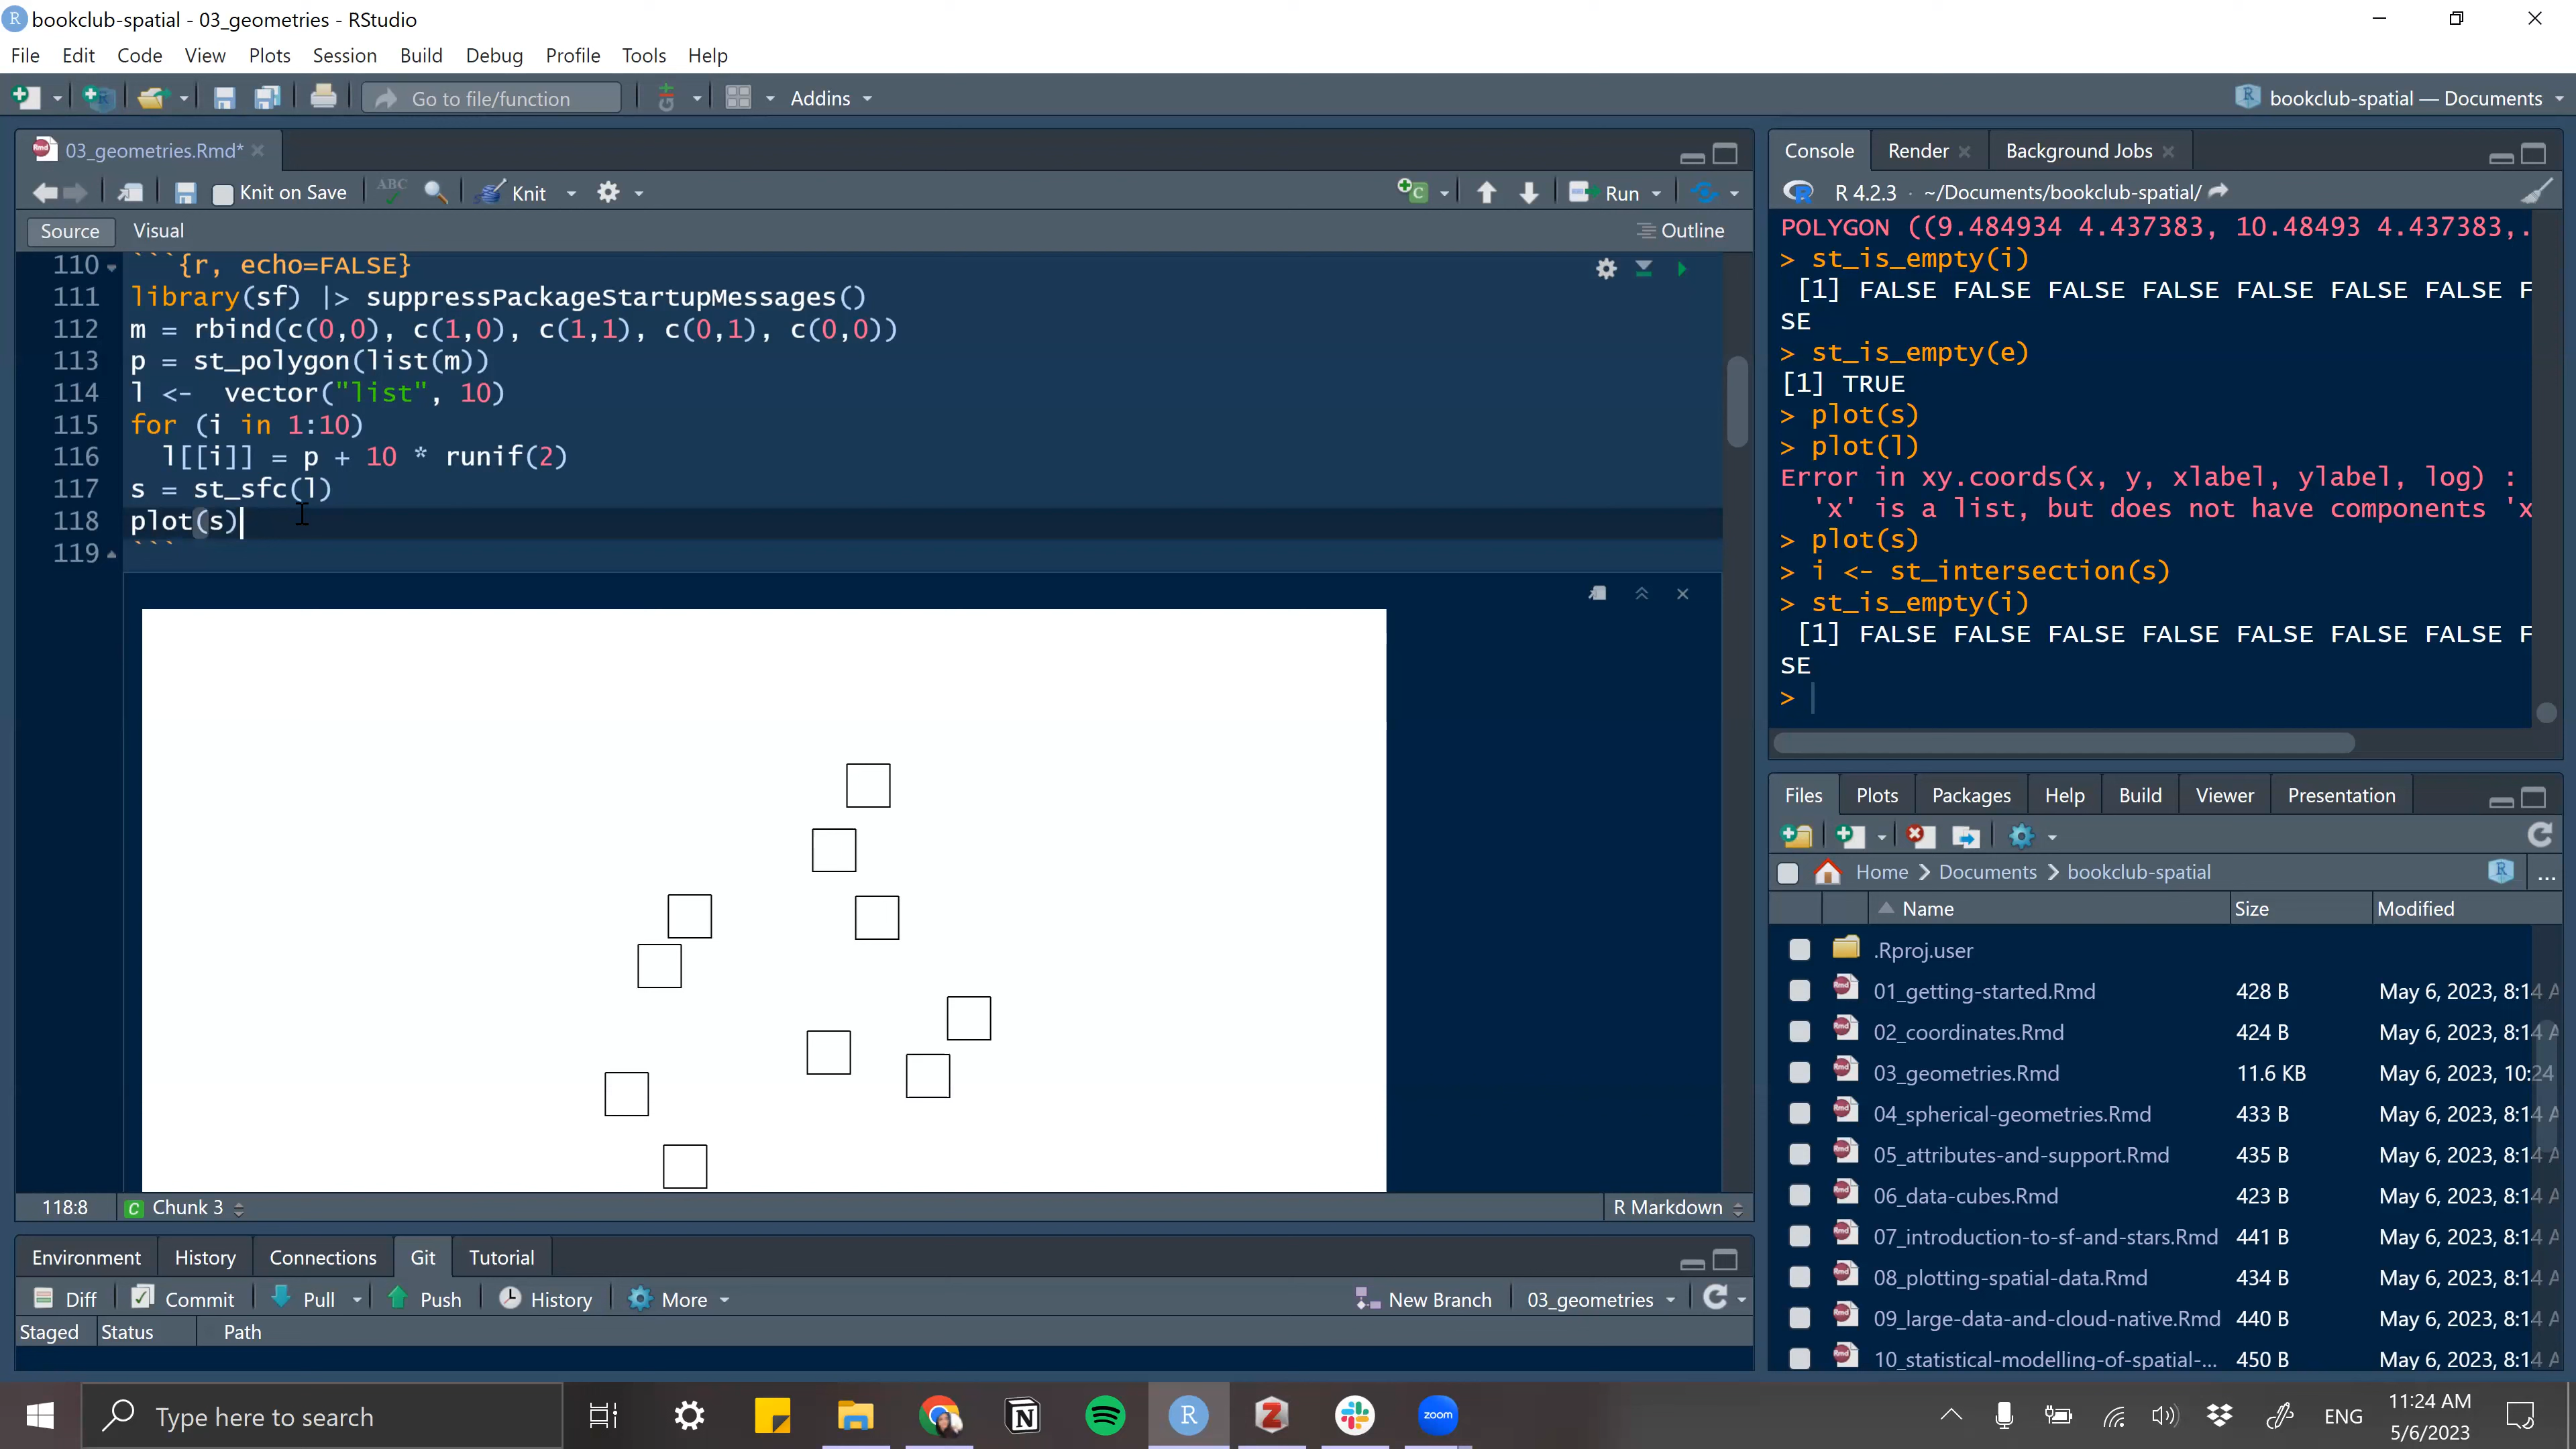 bookclub-spatial - 03_geometries - RStudio
File Edit Code View Plots Session Build Debug Profile Tools Help
Go to file/function Addins bookclub-spatial — Documents
03_geometries.Rmd*
Knit on Save ABC Knit Run
Source Visual Outline
110 ```{r, echo=FALSE}
111 library(sf) |> suppressPackageStartupMessages()
112 m = rbind(c(0,0), c(1,0), c(1,1), c(0,1), c(0,0))
113 p = st_polygon(list(m))
114 l <-  vector("list", 10)
115 for (i in 1:10)
116   l[[i]] = p + 10 * runif(2)
117 s = st_sfc(l)
118 plot(s)
119 ```
118:8 C Chunk 3 R Markdown
Environment History Connections Git Tutorial
Diff Commit Pull Push History More New Branch 03_geometries
Staged Status Path
Console Render Background Jobs
R 4.2.3 · ~/Documents/bookclub-spatial/
POLYGON ((9.484934 4.437383, 10.48493 4.437383,.
> st_is_empty(i)
[1] FALSE FALSE FALSE FALSE FALSE FALSE FALSE F
SE
> st_is_empty(e)
[1] TRUE
> plot(s)
> plot(l)
Error in xy.coords(x, y, xlabel, ylabel, log) :
'x' is a list, but does not have components 'x
> plot(s)
> i <- st_intersection(s)
> st_is_empty(i)
[1] FALSE FALSE FALSE FALSE FALSE FALSE FALSE F
SE
>
Files Plots Packages Help Build Viewer Presentation
Home Documents bookclub-spatial ...
Name Size Modified
.Rproj.user
01_getting-started.Rmd 428 B May 6, 2023, 8:14 A
02_coordinates.Rmd 424 B May 6, 2023, 8:14 A
03_geometries.Rmd 11.6 KB May 6, 2023, 10:24
04_spherical-geometries.Rmd 433 B May 6, 2023, 8:14 A
05_attributes-and-support.Rmd 435 B May 6, 2023, 8:14 A
06_data-cubes.Rmd 423 B May 6, 2023, 8:14 A
07_introduction-to-sf-and-stars.Rmd 441 B May 6, 2023, 8:14 A
08_plotting-spatial-data.Rmd 434 B May 6, 2023, 8:14 A
09_large-data-and-cloud-native.Rmd 440 B May 6, 2023, 8:14 A
10_statistical-modelling-of-spatial-... 450 B May 6, 2023, 8:14 A
Type here to search zoom ENG 11:24 AM
5/6/2023